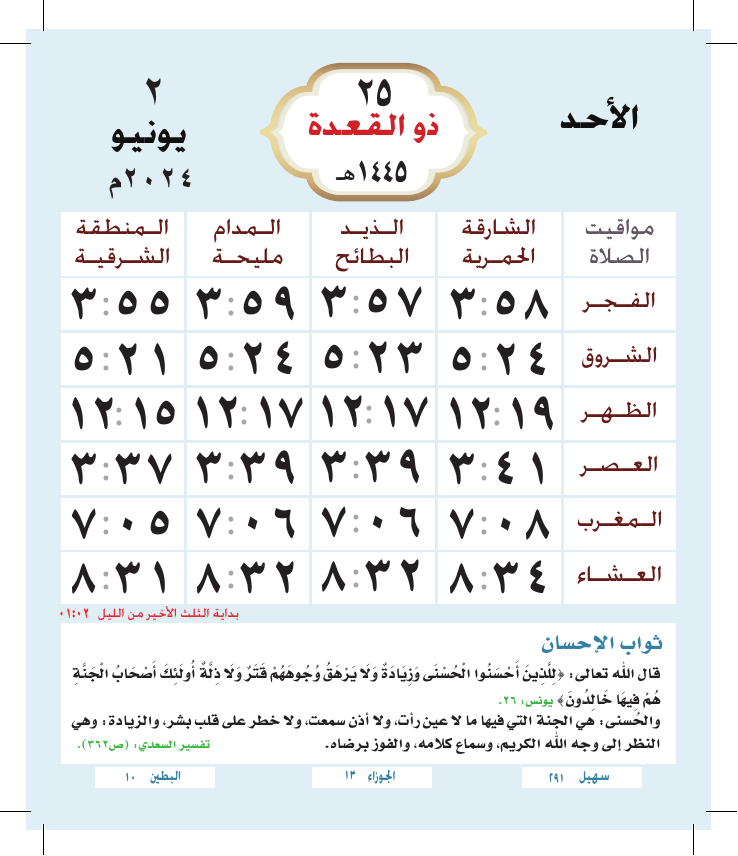 الأحد
٢٥
ذو القعدة
١٤٤٥هـ
٢
يونيو
٢٠٢٤م
مواقيت الصلاة | الشارقة الحمرية | الذيد البطائح | المدام مليحة | المنطقة الشرقية
الفجر ٣:٥٨ ٣:٥٧ ٣:٥٩ ٣:٥٥
الشروق ٥:٢٤ ٥:٢٣ ٥:٢٤ ٥:٢١
الظهر ١٢:١٩ ١٢:١٧ ١٢:١٧ ١٢:١٥
العصر ٣:٤١ ٣:٣٩ ٣:٣٩ ٣:٣٧
المغرب ٧:٠٨ ٧:٠٦ ٧:٠٦ ٧:٠٥
العشاء ٨:٣٤ ٨:٣٢ ٨:٣٢ ٨:٣١
بداية الثلث الأخير من الليل ٠١:٠٢
ثواب الإحسان
قال الله تعالى: ﴿لِلَّذِينَ أَحْسَنُوا الْحُسْنَى وَزِيَادَةٌ وَلَا يَرْهَقُ وُجُوهَهُمْ قَتَرٌ وَلَا ذِلَّةٌ أُولَئِكَ أَصْحَابُ الْجَنَّةِ
هُمْ فِيهَا خَالِدُونَ﴾ يونس: ٢٦.
والحُسنى: هي الجنة التي فيها ما لا عين رأت، ولا أذن سمعت، ولا خطر على قلب بشر، والزيادة: وهي
النظر إلى وجه الله الكريم، وسماع كلامه، والفوز برضاه. تفسير السعدي: (ص٣٦٢).
سهيل ٢٩١
الجوزاء ١٣
البطين ١٠